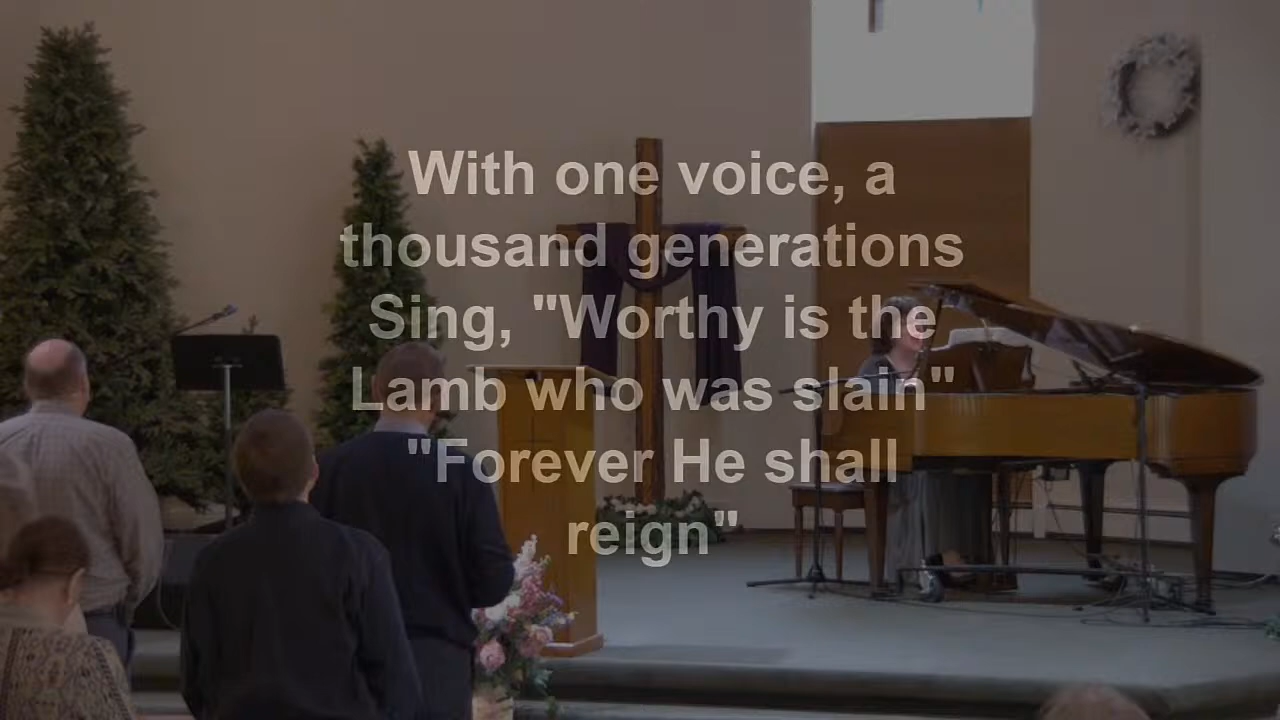 With one voice, a
thousand generations
Sing, "Worthy is the
Lamb who was slain"
"Forever He shall
reign"